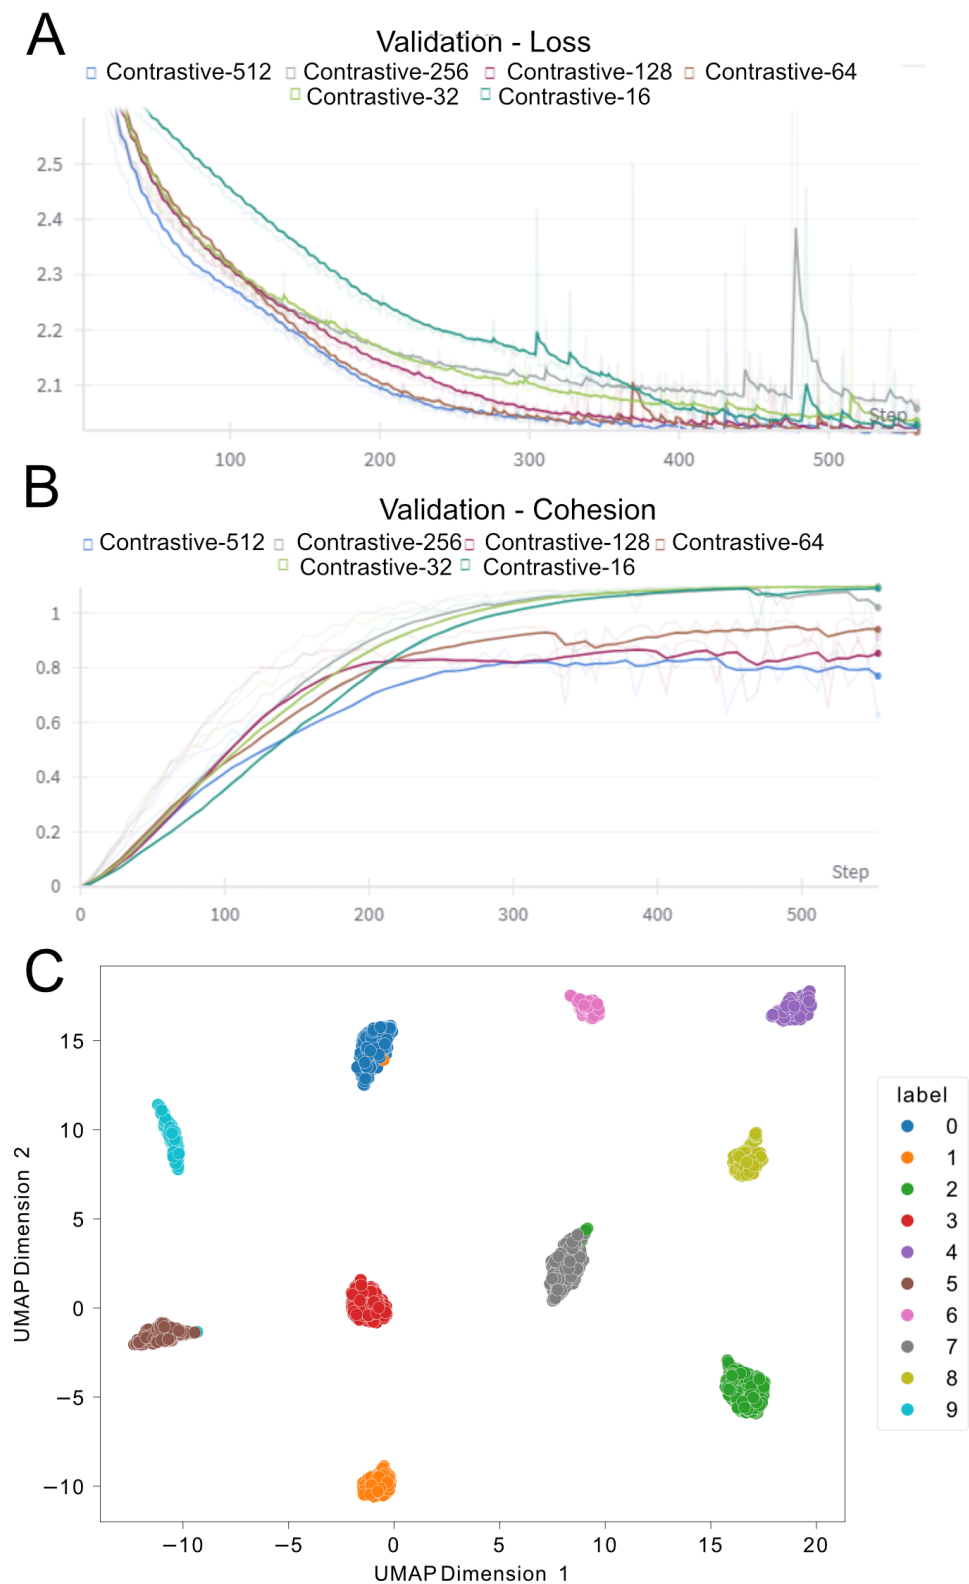 A
Validation - Loss
Contrastive-512 Contrastive-256 Contrastive-128 Contrastive-64
Contrastive-32 Contrastive-16
2.5
2.4
2.3
2.2
2.1
Step
100 200 300 400 500
B
Validation - Cohesion
Contrastive-512 Contrastive-256 Contrastive-128 Contrastive-64
Contrastive-32 Contrastive-16
1
0.8
0.6
0.4
0.2
0
Step
0 100 200 300 400 500
C
UMAP Dimension 2
15
10
5
0
−5
−10
−10 −5 0 5 10 15 20
UMAP Dimension 1
label
0
1
2
3
4
5
6
7
8
9